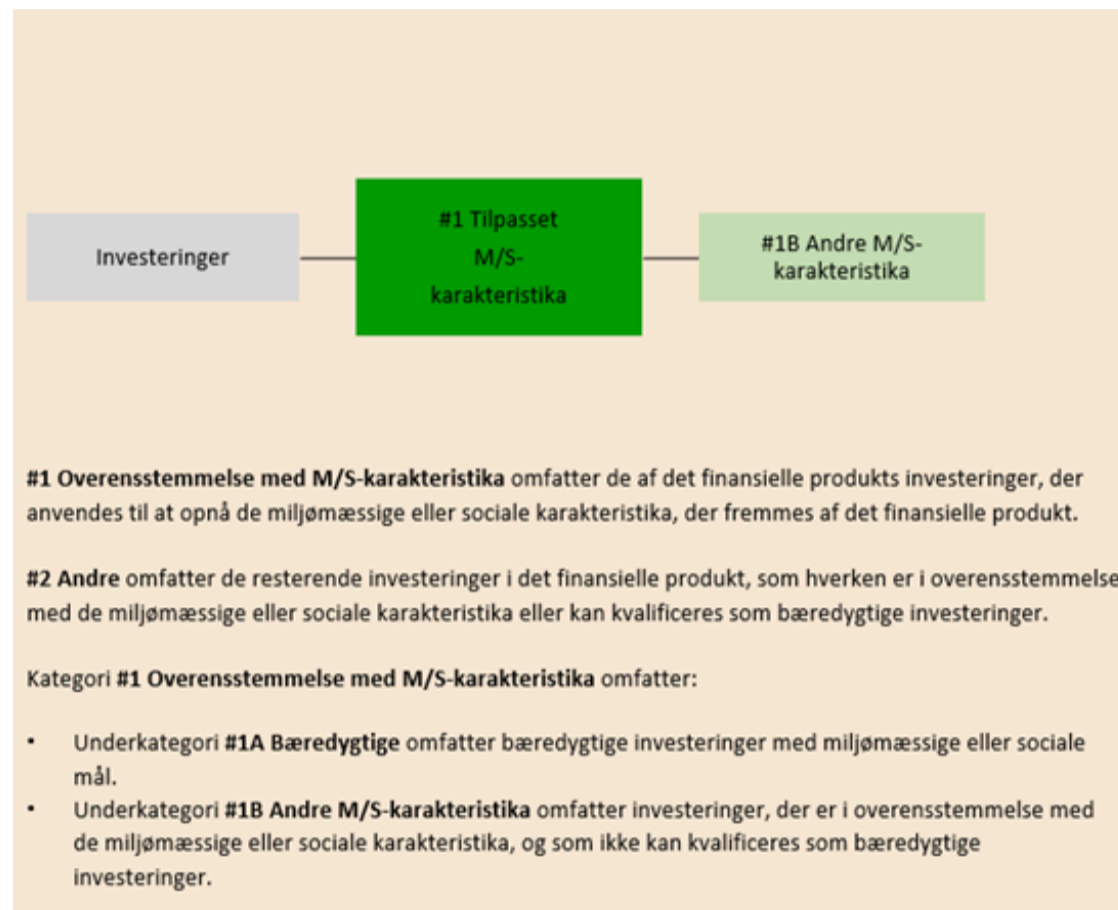 Investeringer
#1 Tilpasset
M/S-
karakteristika
#1B Andre M/S-
karakteristika
#1 Overensstemmelse med M/S-karakteristika omfatter de af det finansielle produkts investeringer, der
anvendes til at opnå de miljømæssige eller sociale karakteristika, der fremmes af det finansielle produkt.
#2 Andre omfatter de resterende investeringer i det finansielle produkt, som hverken er i overensstemmelse
med de miljømæssige eller sociale karakteristika eller kan kvalificeres som bæredygtige investeringer.
Kategori #1 Overensstemmelse med M/S-karakteristika omfatter:
• Underkategori #1A Bæredygtige omfatter bæredygtige investeringer med miljømæssige eller sociale
mål.
• Underkategori #1B Andre M/S-karakteristika omfatter investeringer, der er i overensstemmelse med
de miljømæssige eller sociale karakteristika, og som ikke kan kvalificeres som bæredygtige
investeringer.